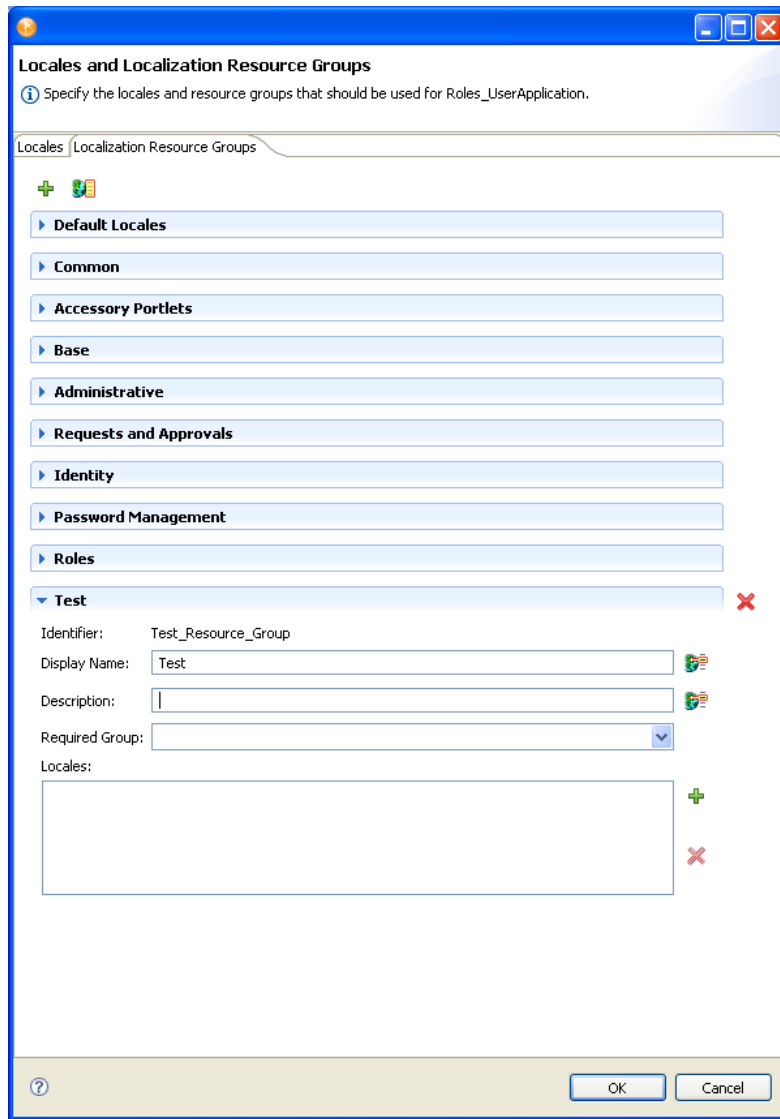 Locales and Localization Resource Groups
Specify the locales and resource groups that should be used for Roles_UserApplication.
Locales Localization Resource Groups
Default Locales
Common
Accessory Portlets
Base
Administrative
Requests and Approvals
Identity
Password Management
Roles
Test
Identifier: Test_Resource_Group
Display Name: Test
Description:
Required Group:
Locales:
OK Cancel